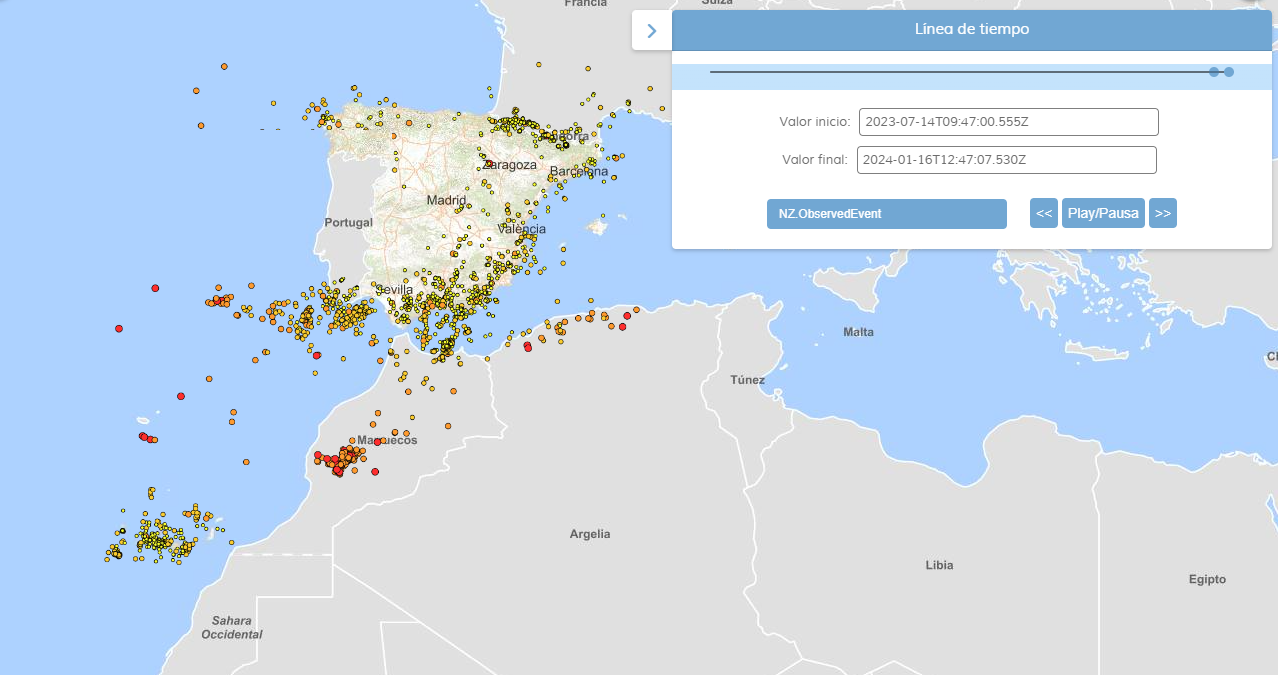 Francia
Suiza
Línea de tiempo
Valor inicio:
2023-07-14T09:47:00.555Z
Valor final:
2024-01-16T12:47:07.530Z
NZ.ObservedEvent
<<
Play/Pausa
>>
Andorra
Zaragoza
Barcelona
Madrid
Portugal
València
Sevilla
Malta
Túnez
Marruecos
Argelia
Libia
Egipto
Sahara
Occidental